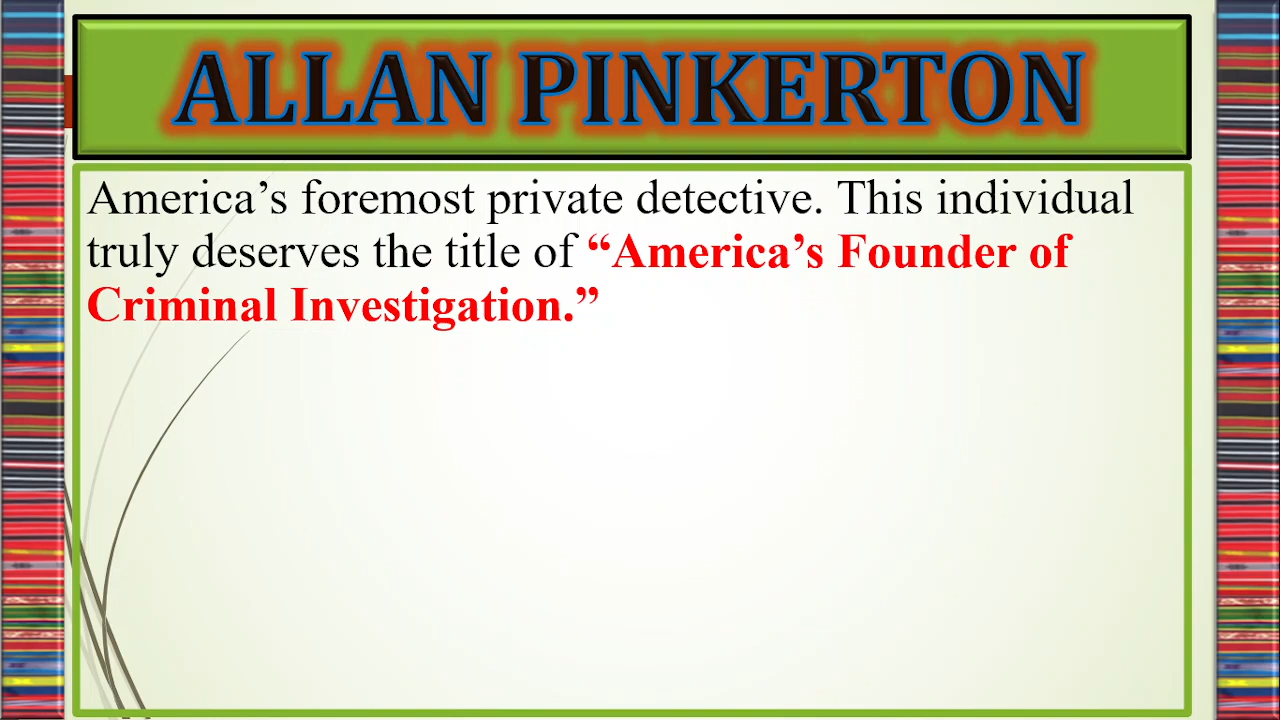 ALLAN PINKERTON
America’s foremost private detective. This individual
truly deserves the title of “America’s Founder of
Criminal Investigation.”